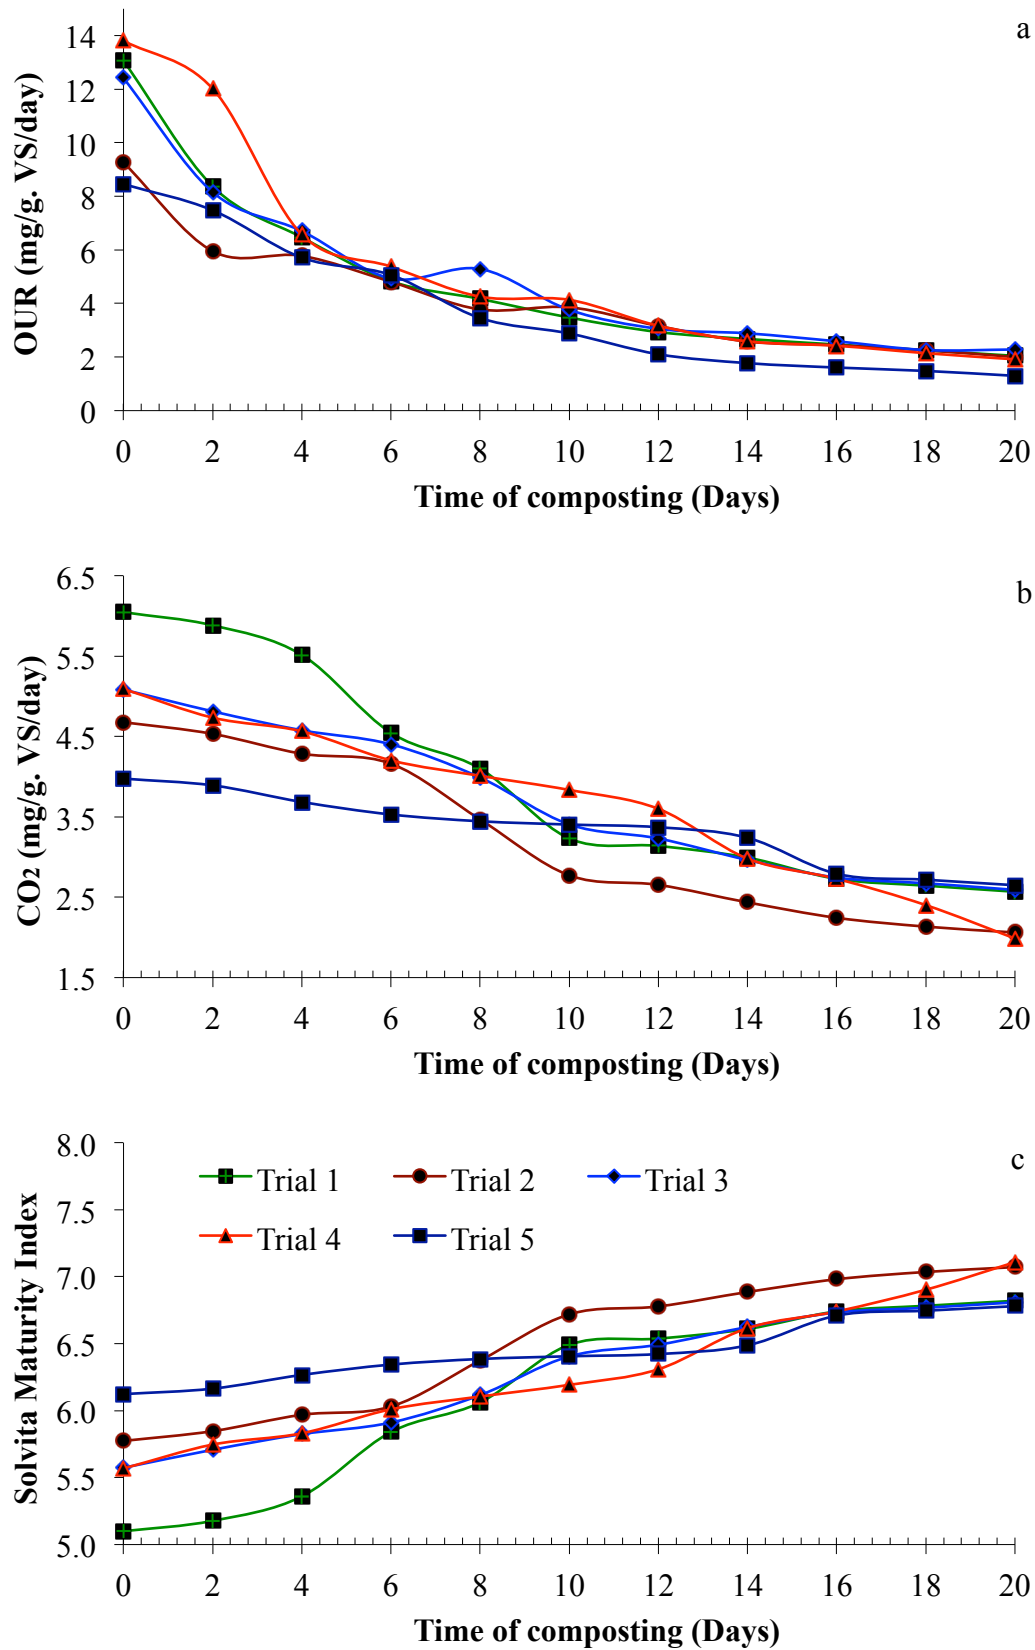 a
14
12
10
8
6
4
2
0
OUR (mg/g. VS/day)
0 2 4 6 8 10 12 14 16 18 20
Time of composting (Days)
b
6.5
5.5
4.5
3.5
2.5
1.5
CO2 (mg/g. VS/day)
0 2 4 6 8 10 12 14 16 18 20
Time of composting (Days)
c
8.0
7.5
7.0
6.5
6.0
5.5
5.0
Solvita Maturity Index
Trial 1 Trial 2 Trial 3
Trial 4 Trial 5
0 2 4 6 8 10 12 14 16 18 20
Time of composting (Days)